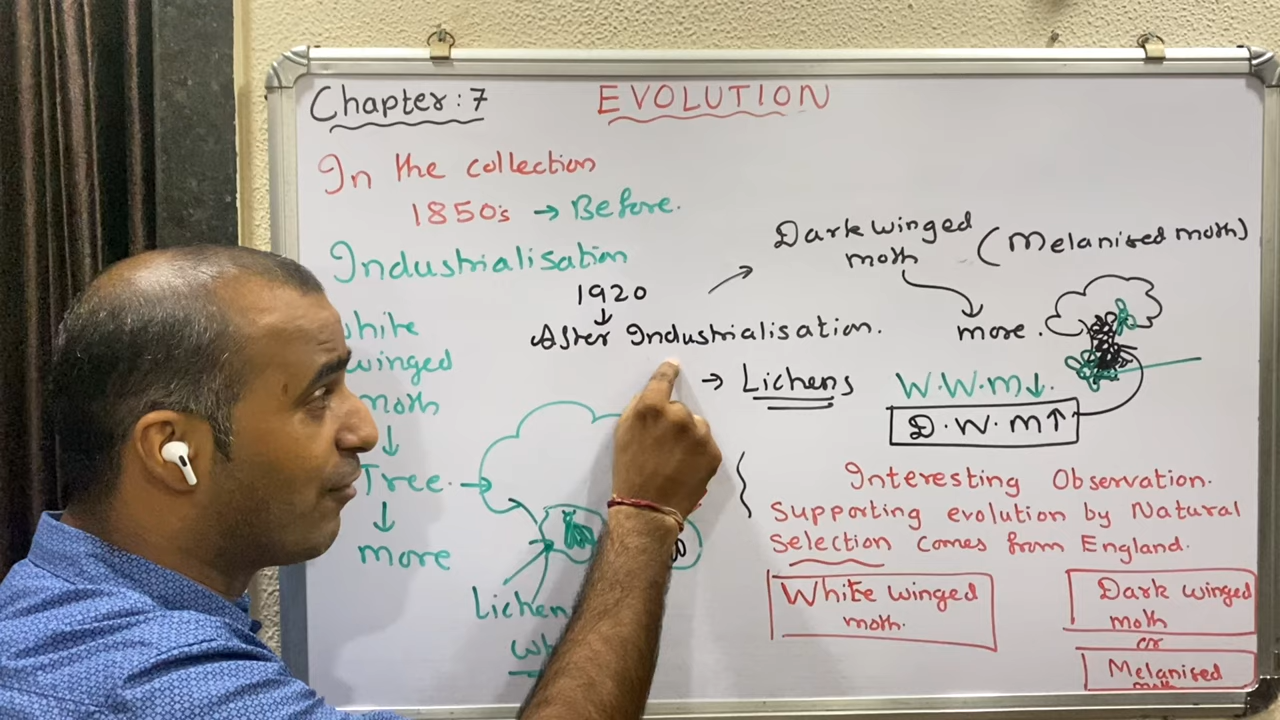 Chapter : 7
EVOLUTION
In the collection
1850's → Before.
Industrialisation
winged
moth
↓
Tree. →
↓
more
Lichen
1920
↓
After Industrialisation.
→ Lichens
Dark winged
moth (Melanised moth)
more.
W.W.M↓.
D.W.M↑
Interesting Observation.
Supporting evolution by Natural
Selection comes from England.
White winged
moth.
Dark winged
moth
or
Melanised
moth